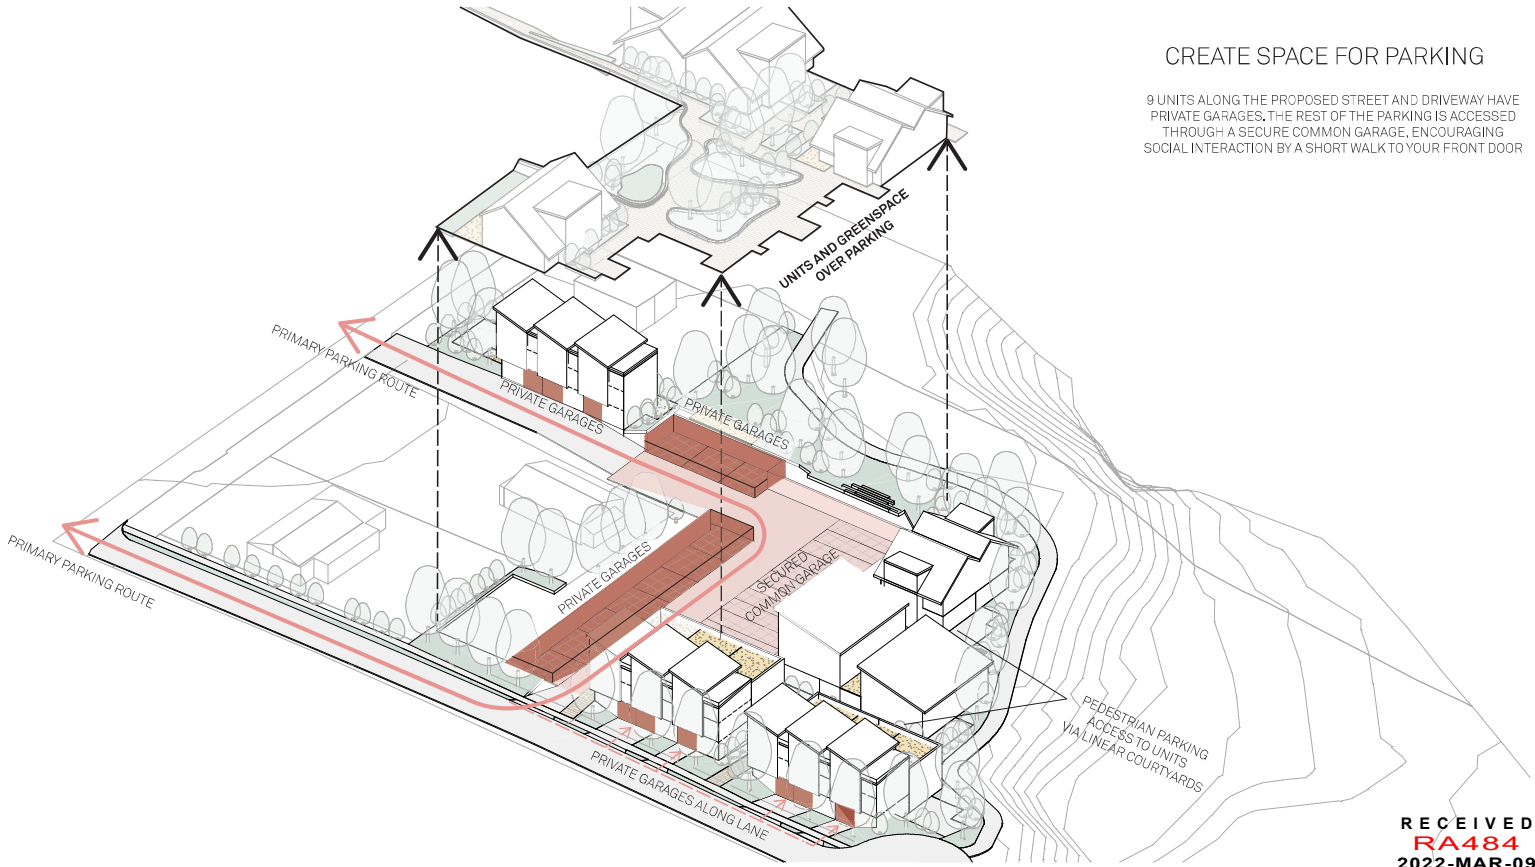 CREATE SPACE FOR PARKING
9 UNITS ALONG THE PROPOSED STREET AND DRIVEWAY HAVE
PRIVATE GARAGES. THE REST OF THE PARKING IS ACCESSED
THROUGH A SECURE COMMON GARAGE, ENCOURAGING
SOCIAL INTERACTION BY A SHORT WALK TO YOUR FRONT DOOR
UNITS AND GREENSPACE
OVER PARKING
PRIMARY PARKING ROUTE
PRIVATE GARAGES
PRIVATE GARAGES
PRIMARY PARKING ROUTE
PRIVATE GARAGES
SECURED
COMMON GARAGE
PEDESTRIAN PARKING
ACCESS TO UNITS
VIA LINEAR COURTYARDS
PRIVATE GARAGES ALONG LANE
RECEIVED
RA484
2022-MAR-09